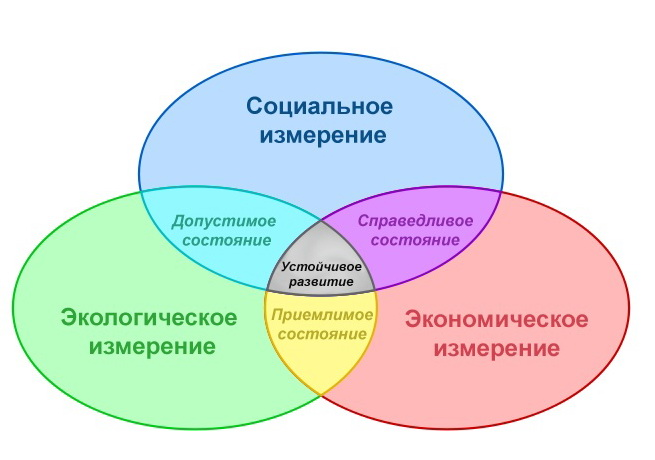 Социальное
измерение
Допустимое
состояние
Справедливое
состояние
Устойчивое
развитие
Экологическое
измерение
Приемлимое
состояние
Экономическое
измерение